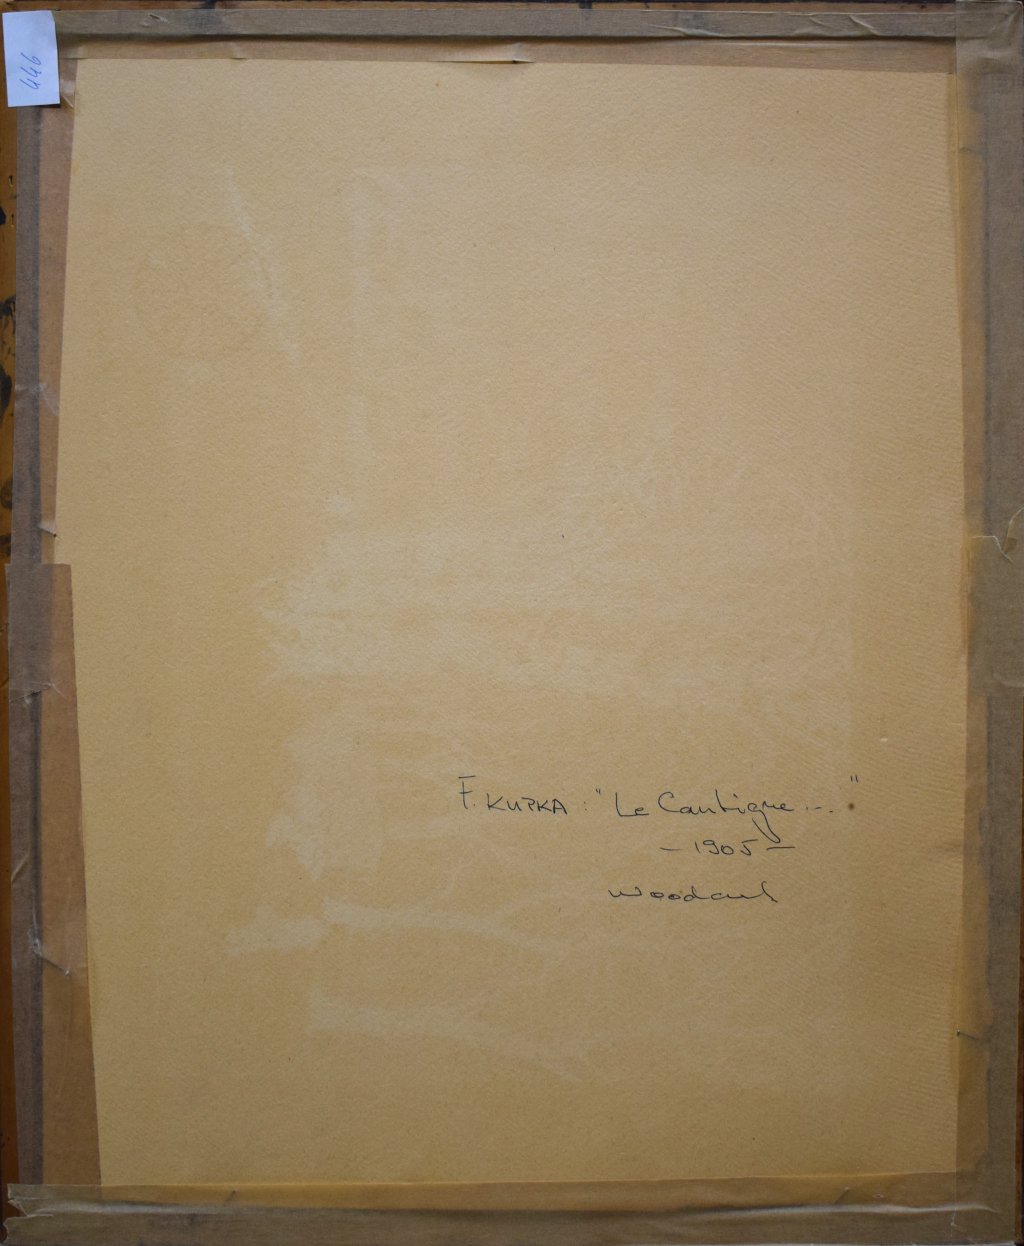 446
F. KUPKA : "Le Cantique ..."
- 1905 -
woodcut